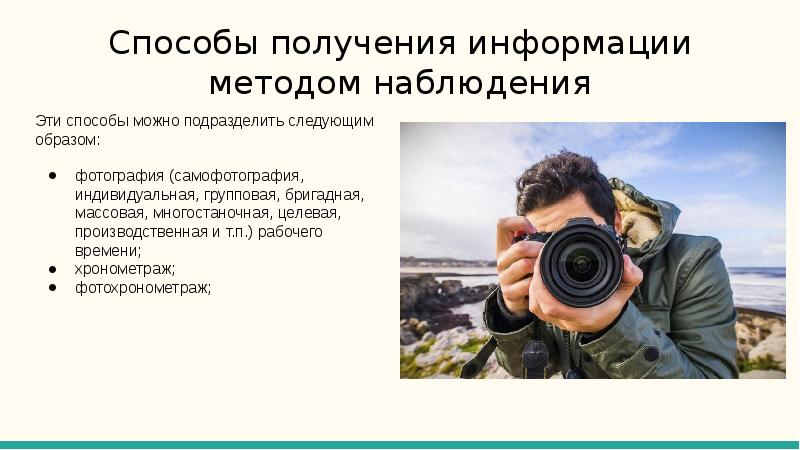 Способы получения информации
методом наблюдения
Эти способы можно подразделить следующим
образом:
● фотография (самофотография,
индивидуальная, групповая, бригадная,
массовая, многостаночная, целевая,
производственная и т.п.) рабочего
времени;
● хронометраж;
● фотохронометраж;